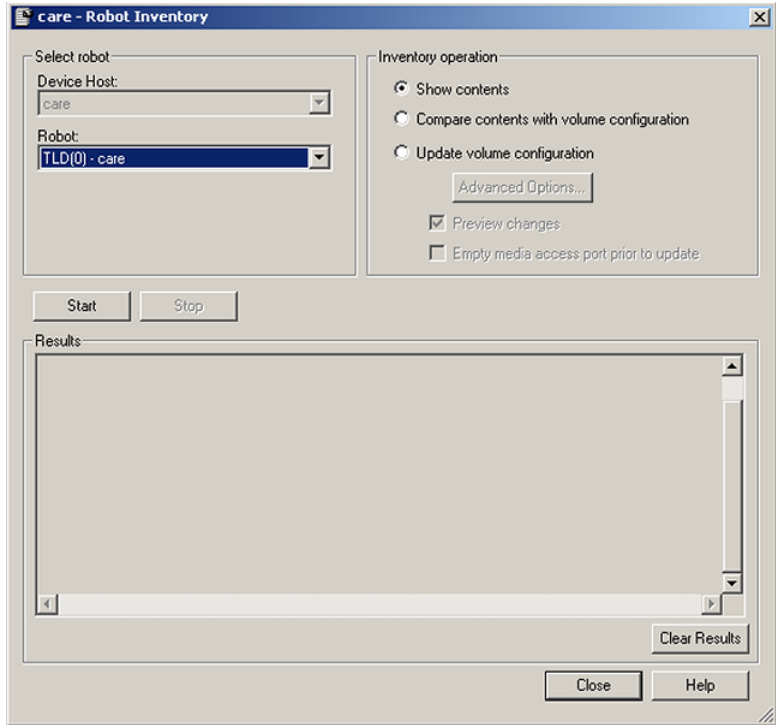 care - Robot Inventory
Select robot
Device Host:
care
Robot:
TLD(0) - care
Inventory operation
Show contents
Compare contents with volume configuration
Update volume configuration
Advanced Options...
Preview changes
Empty media access port prior to update
Start
Stop
Results
Clear Results
Close
Help